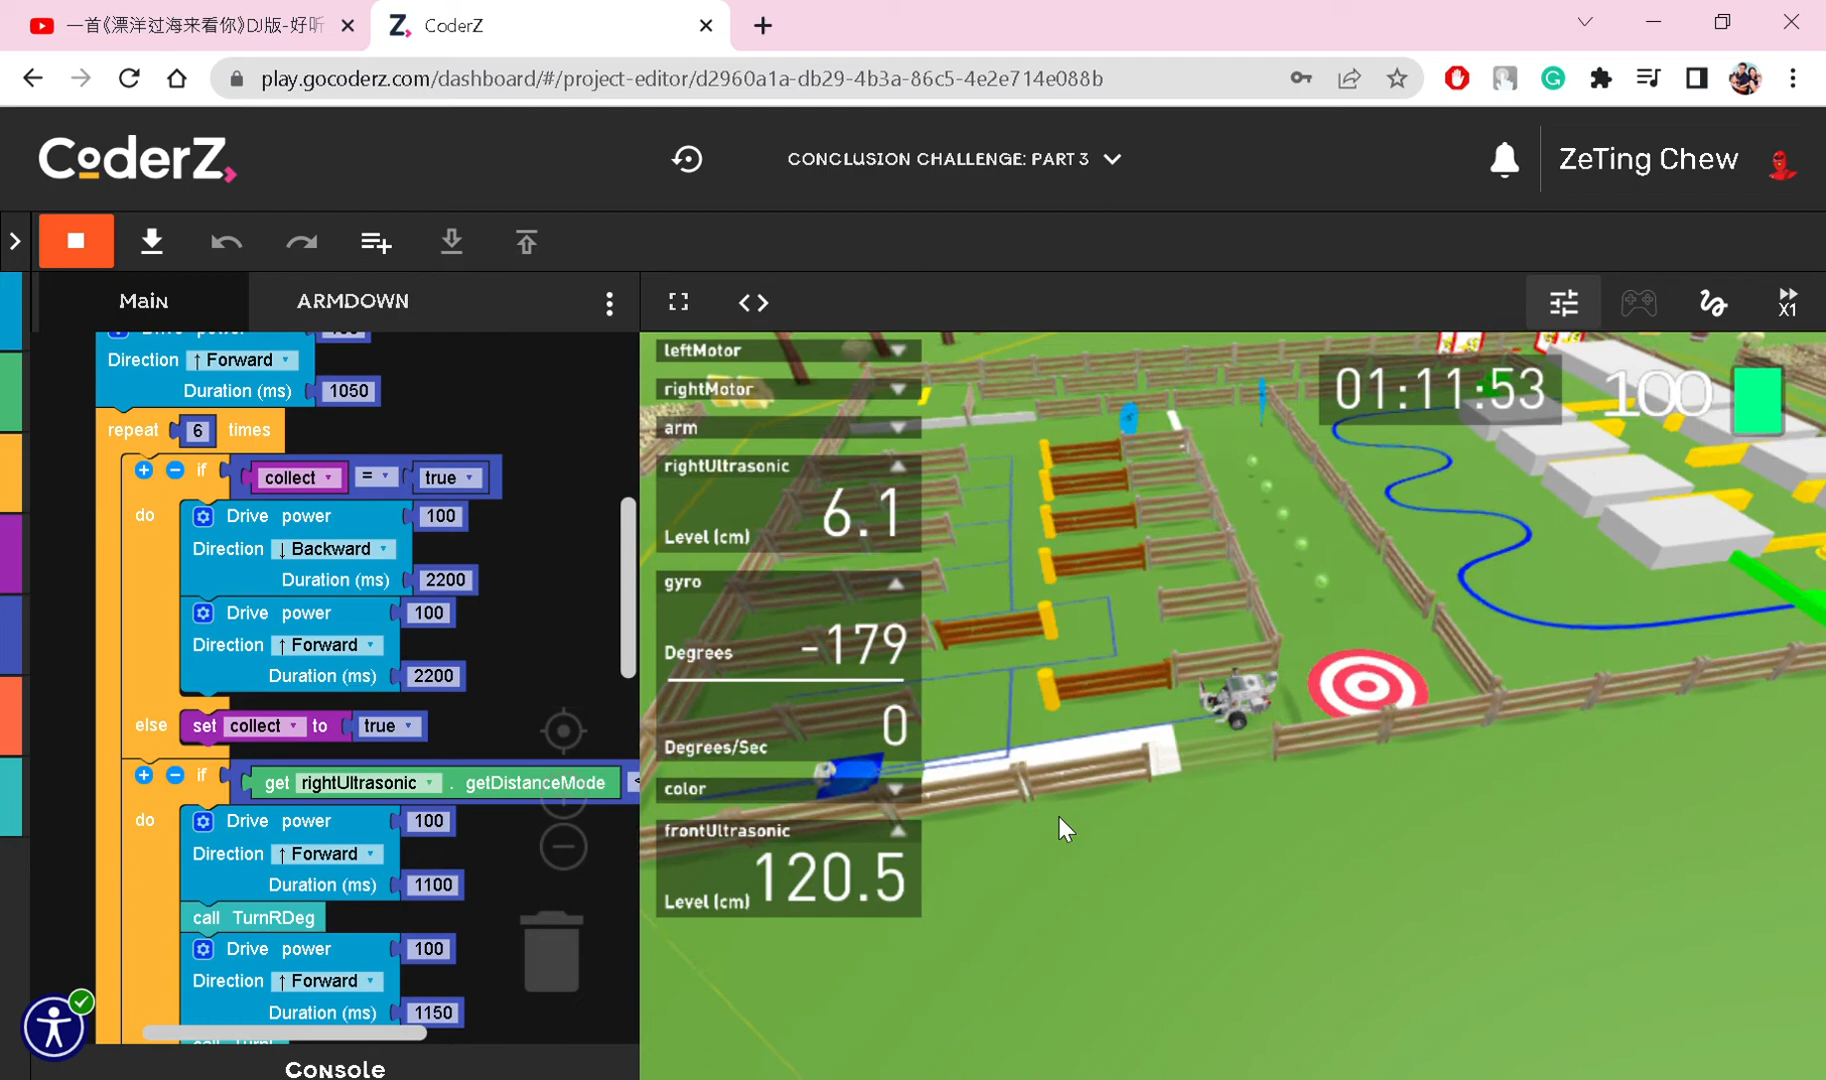 一首《漂洋过海来看你》DJ版-好听
CoderZ
play.gocoderz.com/dashboard/#/project-editor/d2960a1a-db29-4b3a-86c5-4e2e714e088b
CoderZ
CONCLUSION CHALLENGE: PART 3
ZeTing Chew
Main
ARMDOWN
X1
Direction ↑ Forward
Duration (ms) 1050
repeat 6 times
if collect = true
do Drive power 100
Direction ↓ Backward
Duration (ms) 2200
Drive power 100
Direction ↑ Forward
Duration (ms) 2200
else set collect to true
if get rightUltrasonic . getDistanceMode <
do Drive power 100
Direction ↑ Forward
Duration (ms) 1100
call TurnRDeg
Drive power 100
Direction ↑ Forward
Duration (ms) 1150
Console
leftMotor
rightMotor
arm
rightUltrasonic
Level (cm) 6.1
gyro
Degrees -179
Degrees/Sec 0
color
frontUltrasonic
Level (cm) 120.5
01:11:53
100